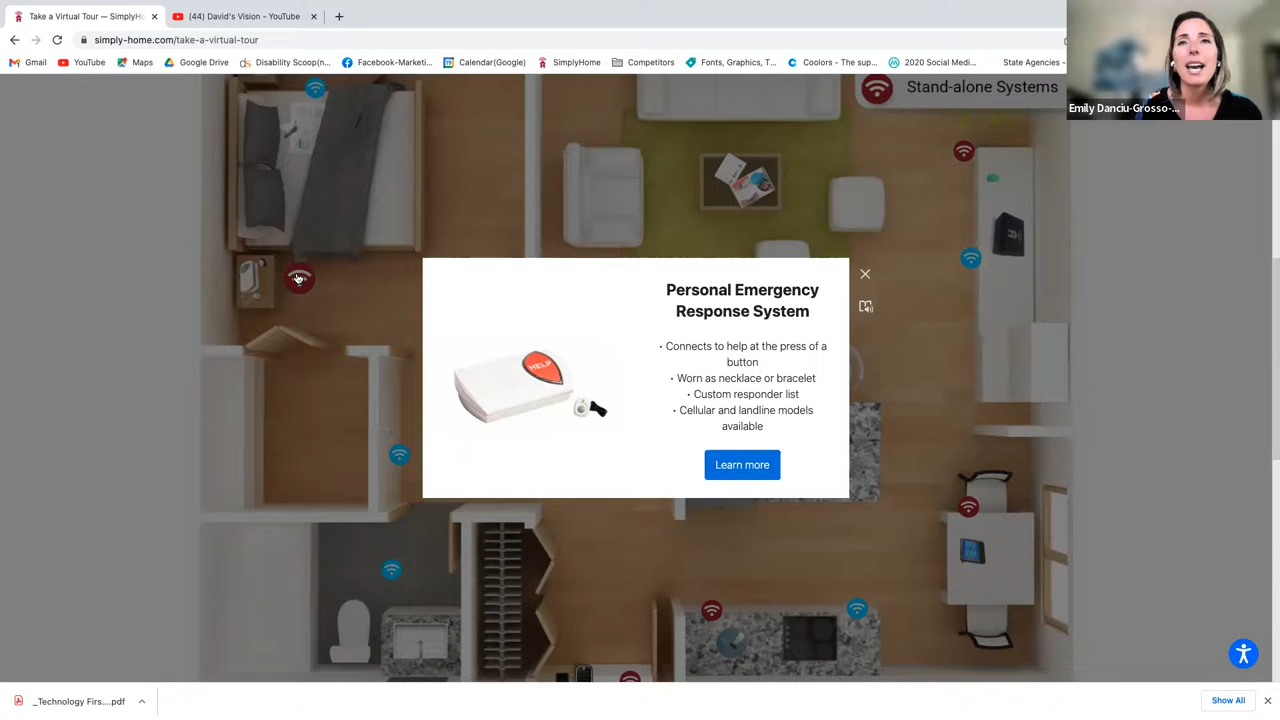 Take a Virtual Tour — SimplyHo
(44) David's Vision - YouTube
simply-home.com/take-a-virtual-tour
Gmail
YouTube
Maps
Google Drive
Disability Scoop(n...
Facebook-Marketi...
Calendar(Google)
SimplyHome
Competitors
Fonts, Graphics, T...
Coolors - The sup...
2020 Social Medi...
State Agencies -
Emily Danciu-Grosso-...
Stand-alone Systems
Personal Emergency
Response System
• Connects to help at the press of a
button
• Worn as necklace or bracelet
• Custom responder list
• Cellular and landline models
available
Learn more
HELP
_Technology Firs....pdf
Show All